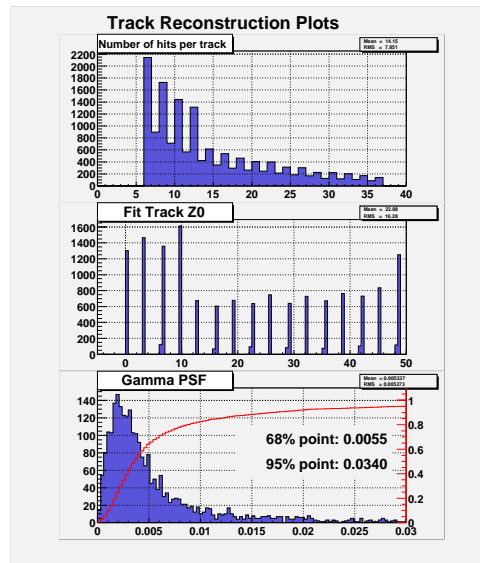 Track Reconstruction Plots
Number of hits per track
Mean = 14.15
RMS = 7.851
2200
2000
1800
1600
1400
1200
1000
800
600
400
200
0
0 5 10 15 20 25 30 35 40
Fit Track Z0
Mean = 22.08
RMS = 16.28
1600
1400
1200
1000
800
600
400
200
0
0 10 20 30 40 50
Gamma PSF
Mean = 0.005337
RMS = 0.005273
140
120
100
80
60
40
20
0
68% point: 0.0055
95% point: 0.0340
1
0.8
0.6
0.4
0.2
0
0 0.005 0.01 0.015 0.02 0.025 0.03